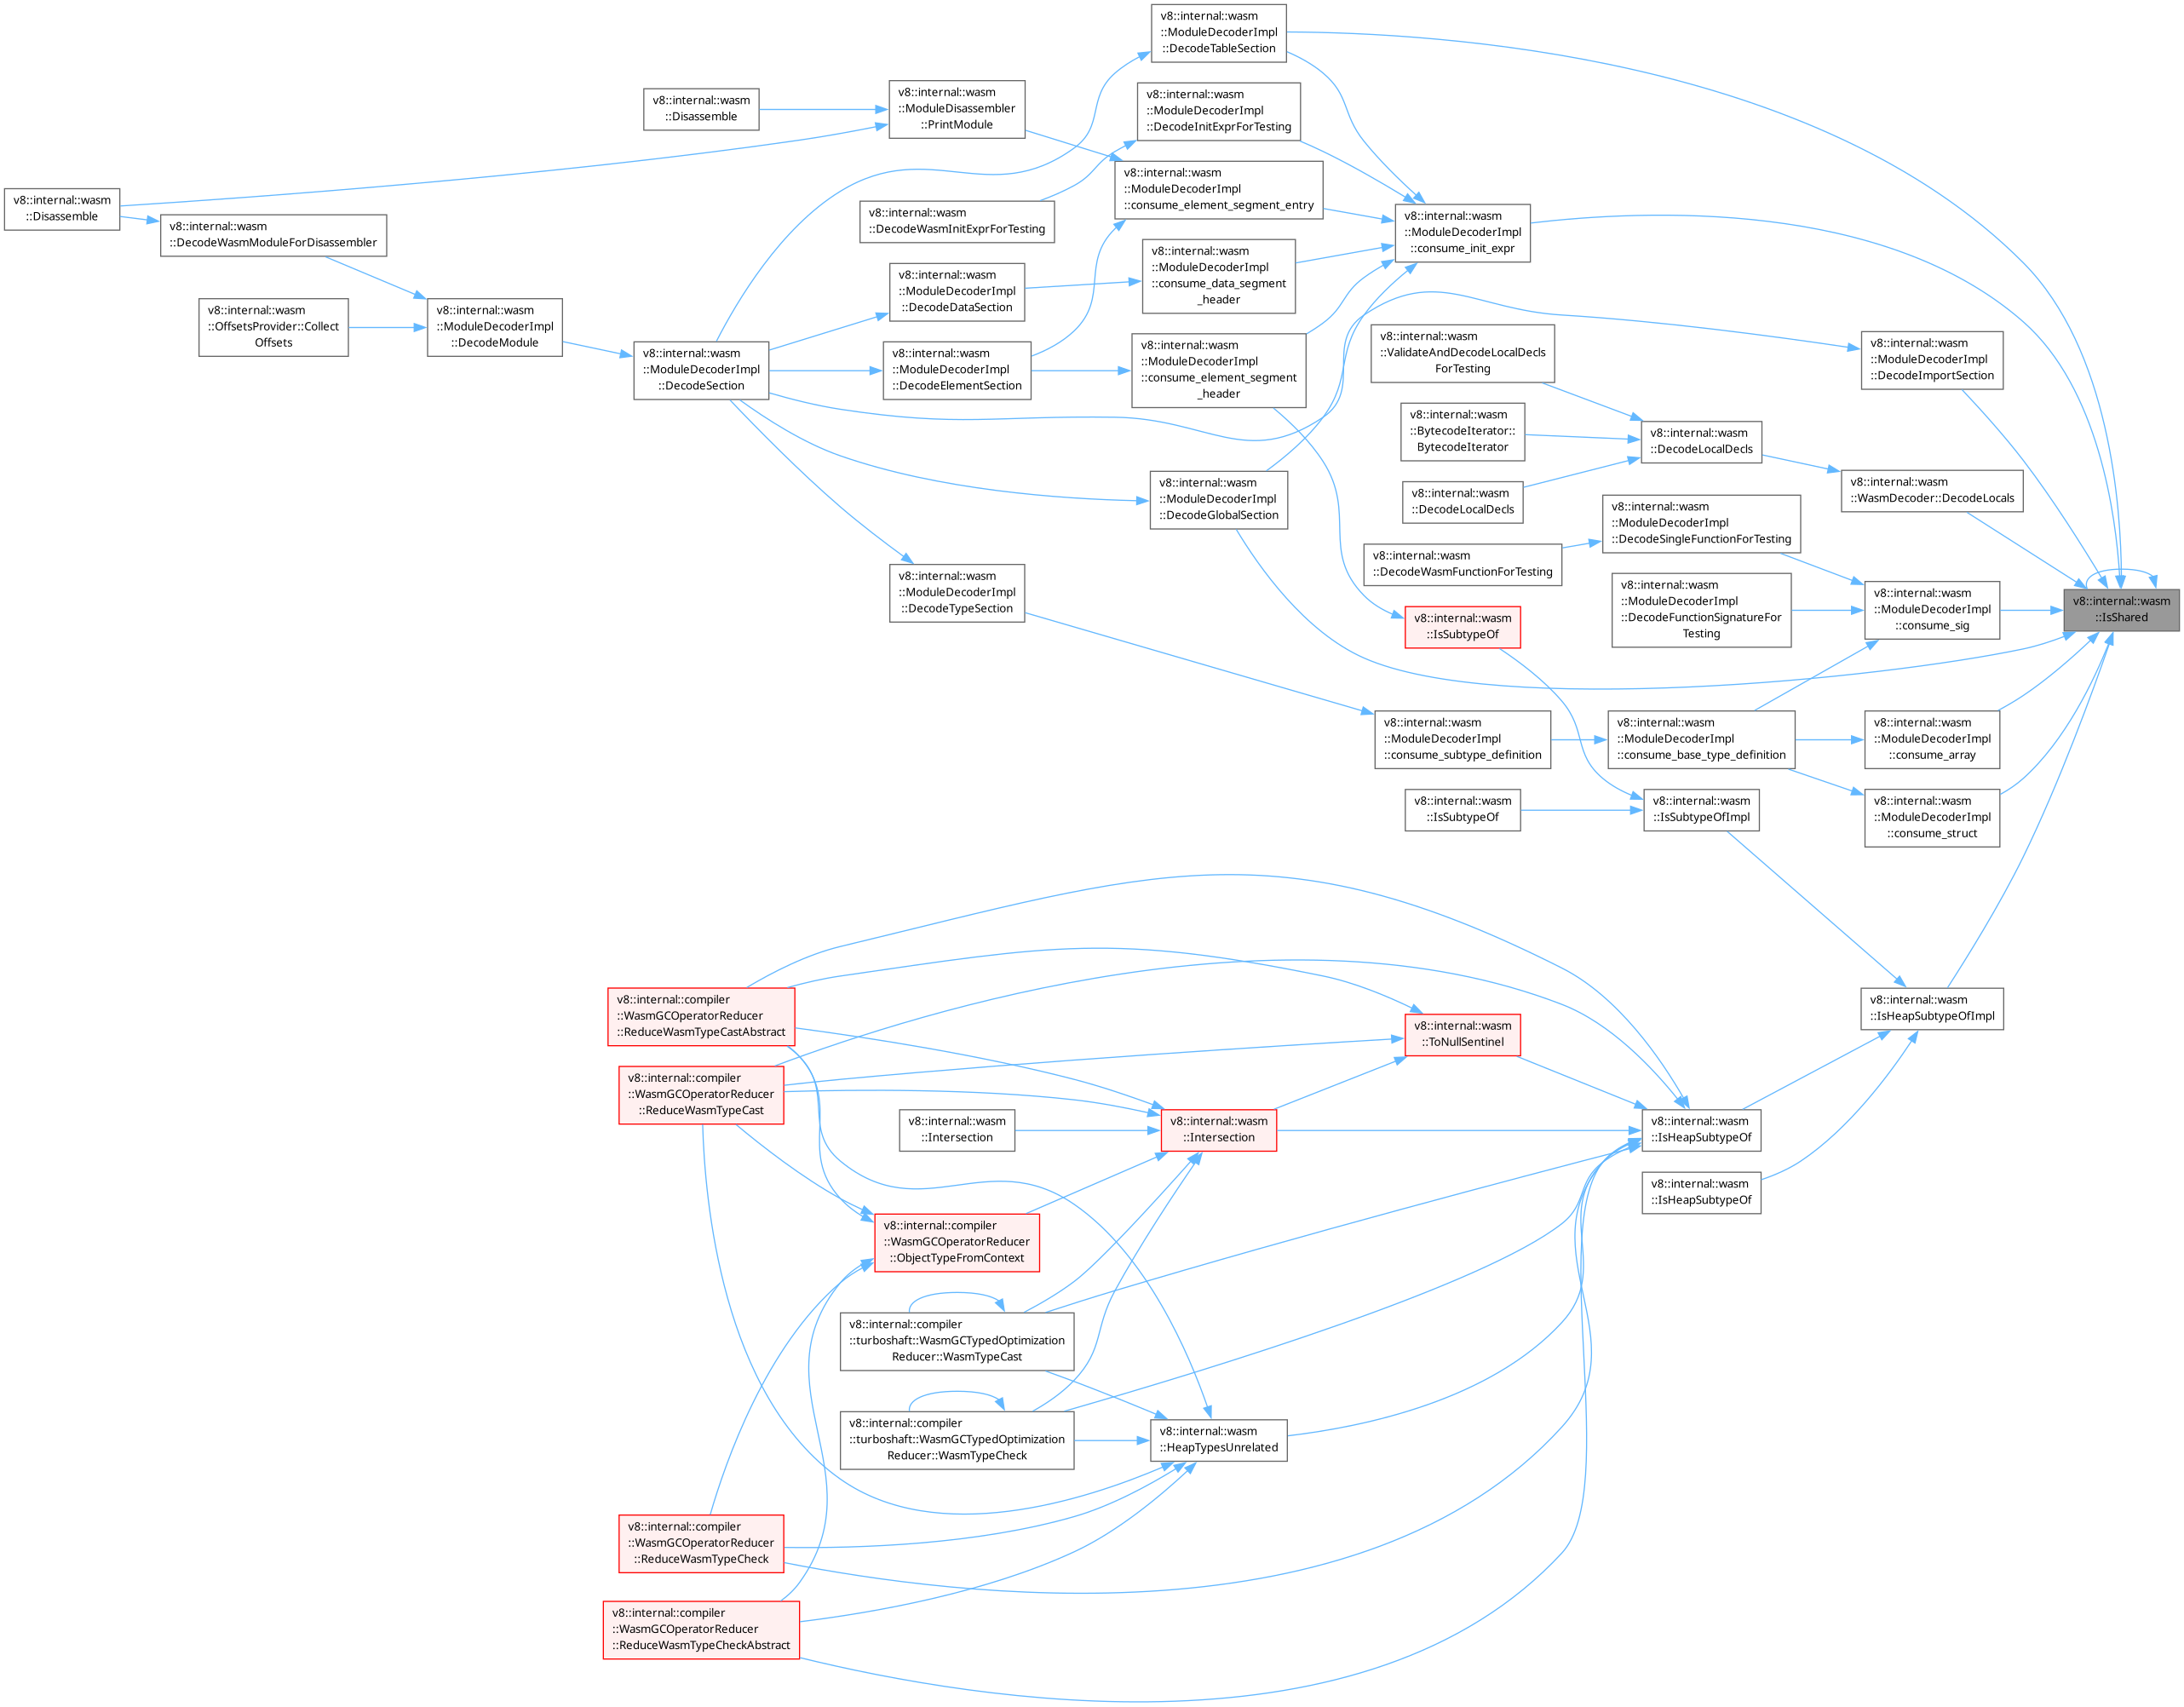 v8::internal::wasm
::ModuleDecoderImpl
::DecodeTableSection
v8::internal::wasm
::Disassemble
v8::internal::wasm
::ModuleDisassembler
::PrintModule
v8::internal::wasm
::ModuleDecoderImpl
::DecodeInitExprForTesting
v8::internal::wasm
::Disassemble
v8::internal::wasm
::DecodeWasmModuleForDisassembler
v8::internal::wasm
::DecodeWasmInitExprForTesting
v8::internal::wasm
::ModuleDecoderImpl
::consume_element_segment_entry
v8::internal::wasm
::ModuleDecoderImpl
::consume_init_expr
v8::internal::wasm
::OffsetsProvider::Collect
Offsets
v8::internal::wasm
::ModuleDecoderImpl
::DecodeModule
v8::internal::wasm
::ModuleDecoderImpl
::DecodeDataSection
v8::internal::wasm
::ModuleDecoderImpl
::consume_data_segment
_header
v8::internal::wasm
::ModuleDecoderImpl
::DecodeSection
v8::internal::wasm
::ModuleDecoderImpl
::DecodeElementSection
v8::internal::wasm
::ModuleDecoderImpl
::consume_element_segment
_header
v8::internal::wasm
::ValidateAndDecodeLocalDecls
ForTesting
v8::internal::wasm
::ModuleDecoderImpl
::DecodeImportSection
v8::internal::wasm
::BytecodeIterator::
BytecodeIterator
v8::internal::wasm
::DecodeLocalDecls
v8::internal::wasm
::DecodeLocalDecls
v8::internal::wasm
::WasmDecoder::DecodeLocals
v8::internal::wasm
::ModuleDecoderImpl
::DecodeGlobalSection
v8::internal::wasm
::ModuleDecoderImpl
::DecodeSingleFunctionForTesting
v8::internal::wasm
::DecodeWasmFunctionForTesting
v8::internal::wasm
::ModuleDecoderImpl
::DecodeTypeSection
v8::internal::wasm
::ModuleDecoderImpl
::DecodeFunctionSignatureFor
Testing
v8::internal::wasm
::ModuleDecoderImpl
::consume_sig
v8::internal::wasm
::IsShared
v8::internal::wasm
::IsSubtypeOf
v8::internal::wasm
::ModuleDecoderImpl
::consume_subtype_definition
v8::internal::wasm
::ModuleDecoderImpl
::consume_base_type_definition
v8::internal::wasm
::ModuleDecoderImpl
::consume_array
v8::internal::wasm
::IsSubtypeOf
v8::internal::wasm
::IsSubtypeOfImpl
v8::internal::wasm
::ModuleDecoderImpl
::consume_struct
v8::internal::compiler
::WasmGCOperatorReducer
::ReduceWasmTypeCastAbstract
v8::internal::wasm
::ToNullSentinel
v8::internal::wasm
::IsHeapSubtypeOfImpl
v8::internal::compiler
::WasmGCOperatorReducer
::ReduceWasmTypeCast
v8::internal::wasm
::Intersection
v8::internal::wasm
::Intersection
v8::internal::wasm
::IsHeapSubtypeOf
v8::internal::wasm
::IsHeapSubtypeOf
v8::internal::compiler
::WasmGCOperatorReducer
::ObjectTypeFromContext
v8::internal::compiler
::turboshaft::WasmGCTypedOptimization
Reducer::WasmTypeCast
v8::internal::compiler
::turboshaft::WasmGCTypedOptimization
Reducer::WasmTypeCheck
v8::internal::wasm
::HeapTypesUnrelated
v8::internal::compiler
::WasmGCOperatorReducer
::ReduceWasmTypeCheck
v8::internal::compiler
::WasmGCOperatorReducer
::ReduceWasmTypeCheckAbstract